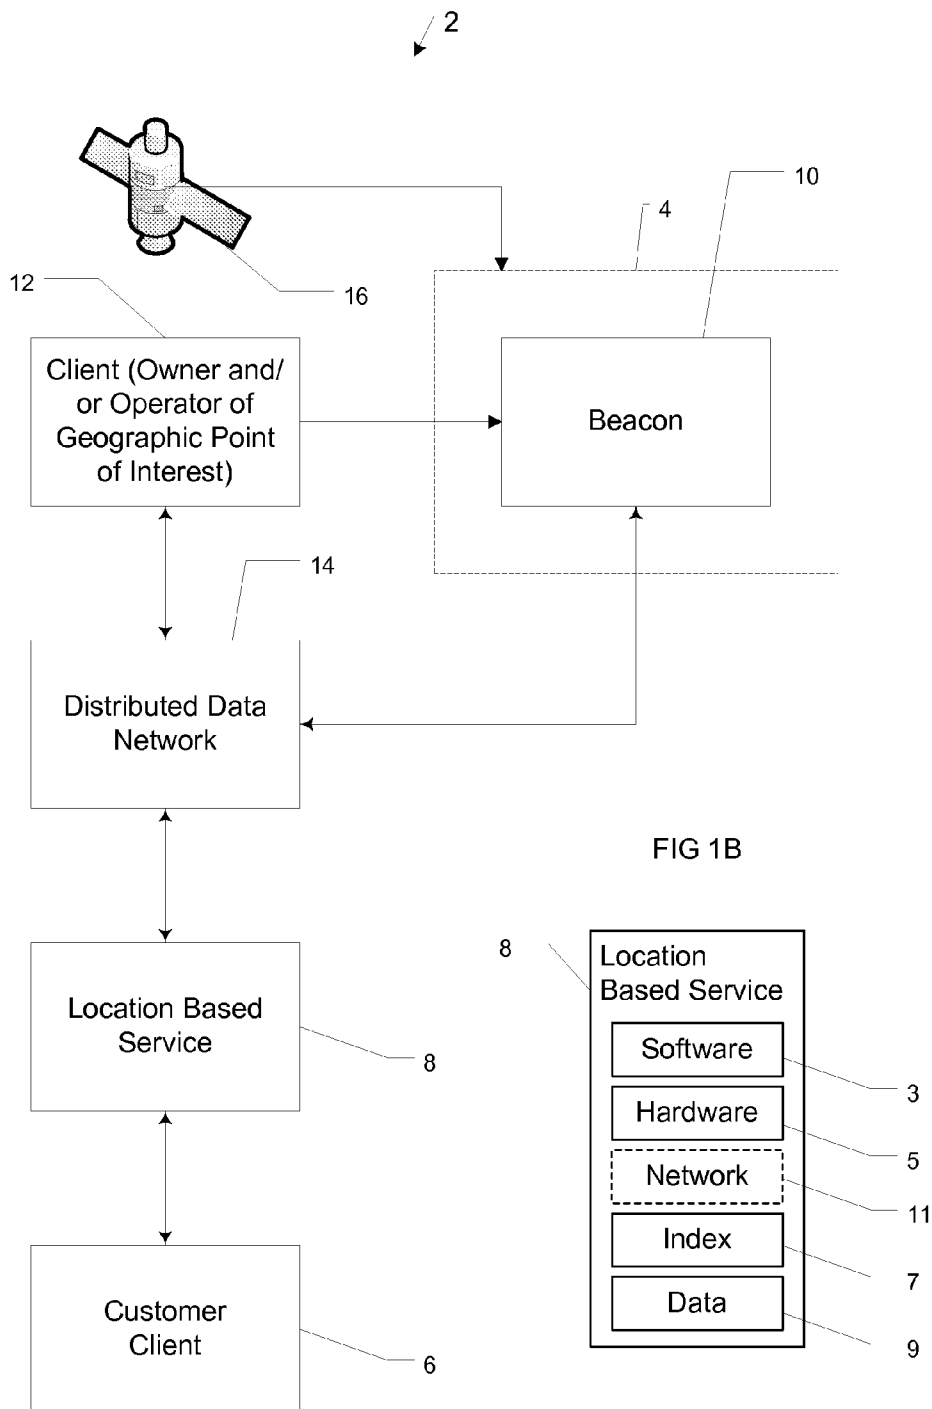 2
10
4
12
16
Client (Owner and/
or Operator of
Geographic Point
of Interest)
Beacon
14
Distributed Data
Network
FIG 1B
8
Location
Based Service
Location Based
Service
8
Software
3
Hardware
5
Network
11
Index
7
Data
9
Customer
Client
6